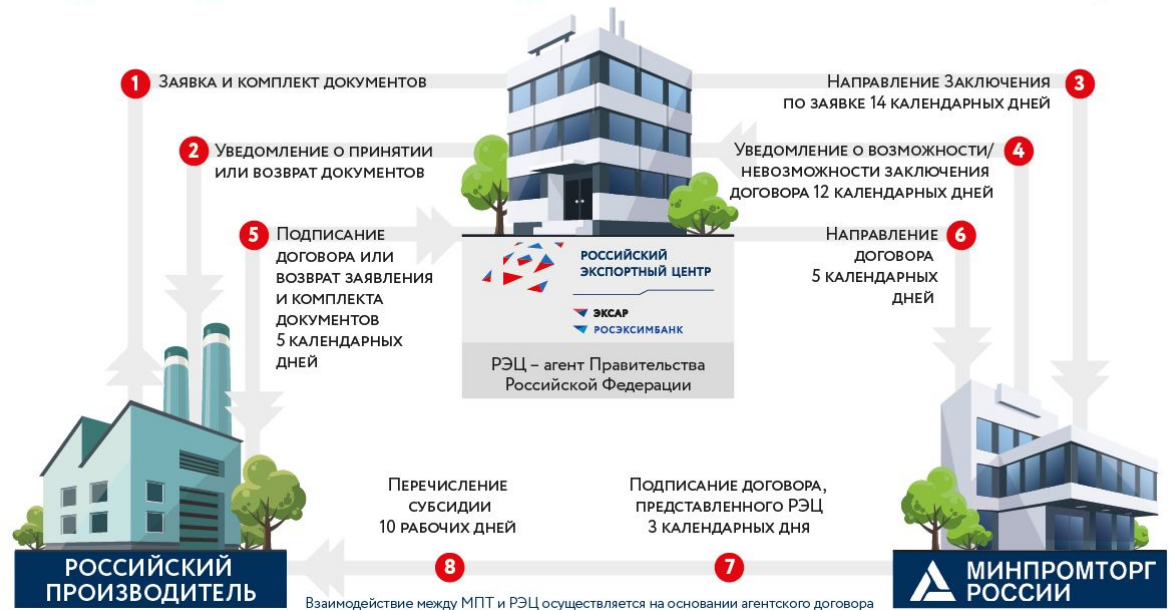 1 Заявка и комплект документов
2 Уведомление о принятии
или возврат документов
5 Подписание
договора или
возврат заявления
и комплекта
документов
5 календарных
дней
Направление Заключения 3
по заявке 14 календарных дней
Уведомление о возможности/ 4
невозможности заключения
договора 12 календарных дней
Направление 6
договора
5 календарных
дней
РОССИЙСКИЙ
ЭКСПОРТНЫЙ ЦЕНТР
ЭКСАР
РОСЭКСИМБАНК
РЭЦ – агент Правительства
Российской Федерации
Перечисление
субсидии
10 рабочих дней
8
Подписание договора,
представленного РЭЦ
3 календарных дня
7
РОССИЙСКИЙ
ПРОИЗВОДИТЕЛЬ
МИНПРОМТОРГ
РОССИИ
Взаимодействие между МПТ и РЭЦ осуществляется на основании агентского договора